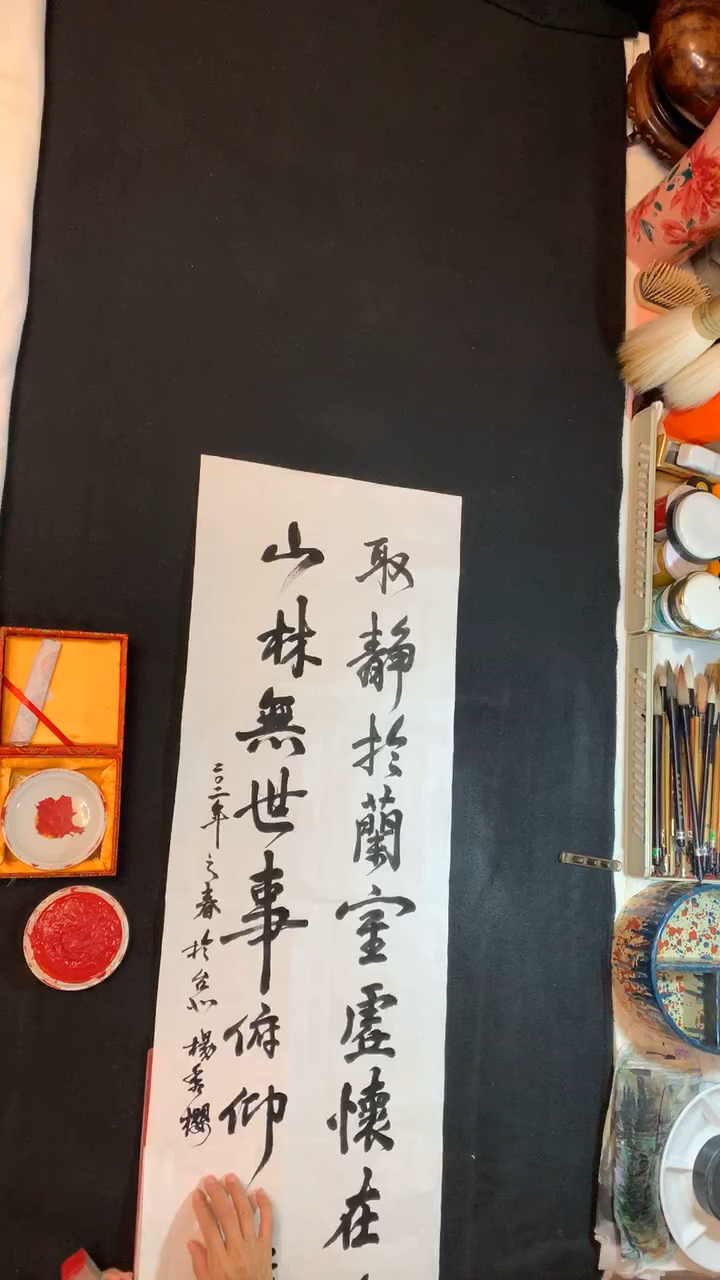 取靜於蘭室虛懷在
山林無世事俯仰
二〇二年之春於台北楊秀櫻